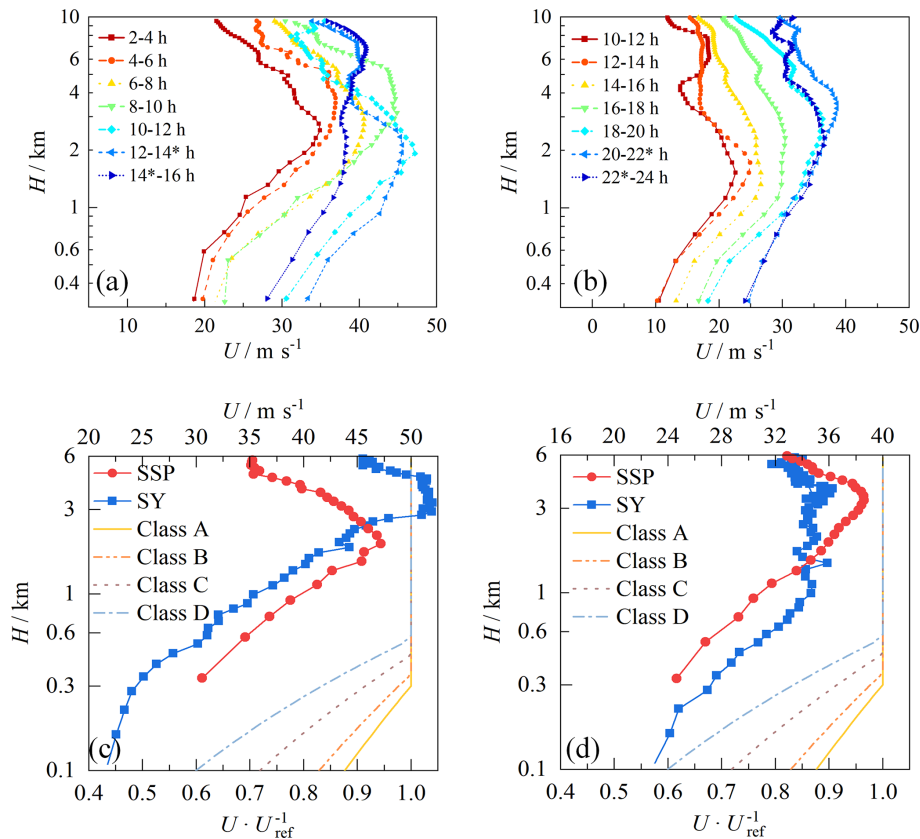 10
6
4
2
1
0.6
0.4
H / km
2-4 h
4-6 h
6-8 h
8-10 h
10-12 h
12-14* h
14*-16 h
(a)
10 20 30 40 50
U / m s⁻¹
10
6
4
2
1
0.6
0.4
H / km
10-12 h
12-14 h
14-16 h
16-18 h
18-20 h
20-22* h
22*-24 h
(b)
0 10 20 30 40 50
U / m s⁻¹
U / m s⁻¹
20 25 30 35 40 45 50
6
3
1
0.6
0.3
0.1
H / km
SSP
SY
Class A
Class B
Class C
Class D
(c)
0.4 0.5 0.6 0.7 0.8 0.9 1.0
U · U⁻¹ref
U / m s⁻¹
16 20 24 28 32 36 40
6
3
1
0.6
0.3
0.1
H / km
SSP
SY
Class A
Class B
Class C
Class D
(d)
0.4 0.5 0.6 0.7 0.8 0.9 1.0
U · U⁻¹ref